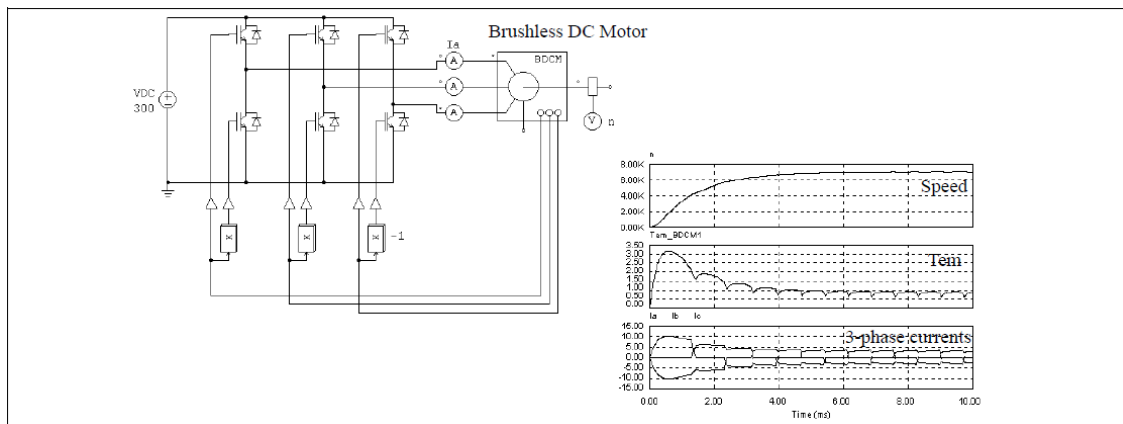 Brushless DC Motor
Ia
A
BDCM
A
A
VDC
300
V n
-1
n
8.00K
6.00K
4.00K
2.00K
0.00K
Speed
Tem_BDCM1
3.50
3.00
2.50
2.00
1.50
1.00
0.50
0.00
Tem
Ia Ib Ic
15.00
10.00
5.00
0.00
-5.00
-10.00
-15.00
3-phase currents
0.00 2.00 4.00 6.00 8.00 10.00
Time (ms)